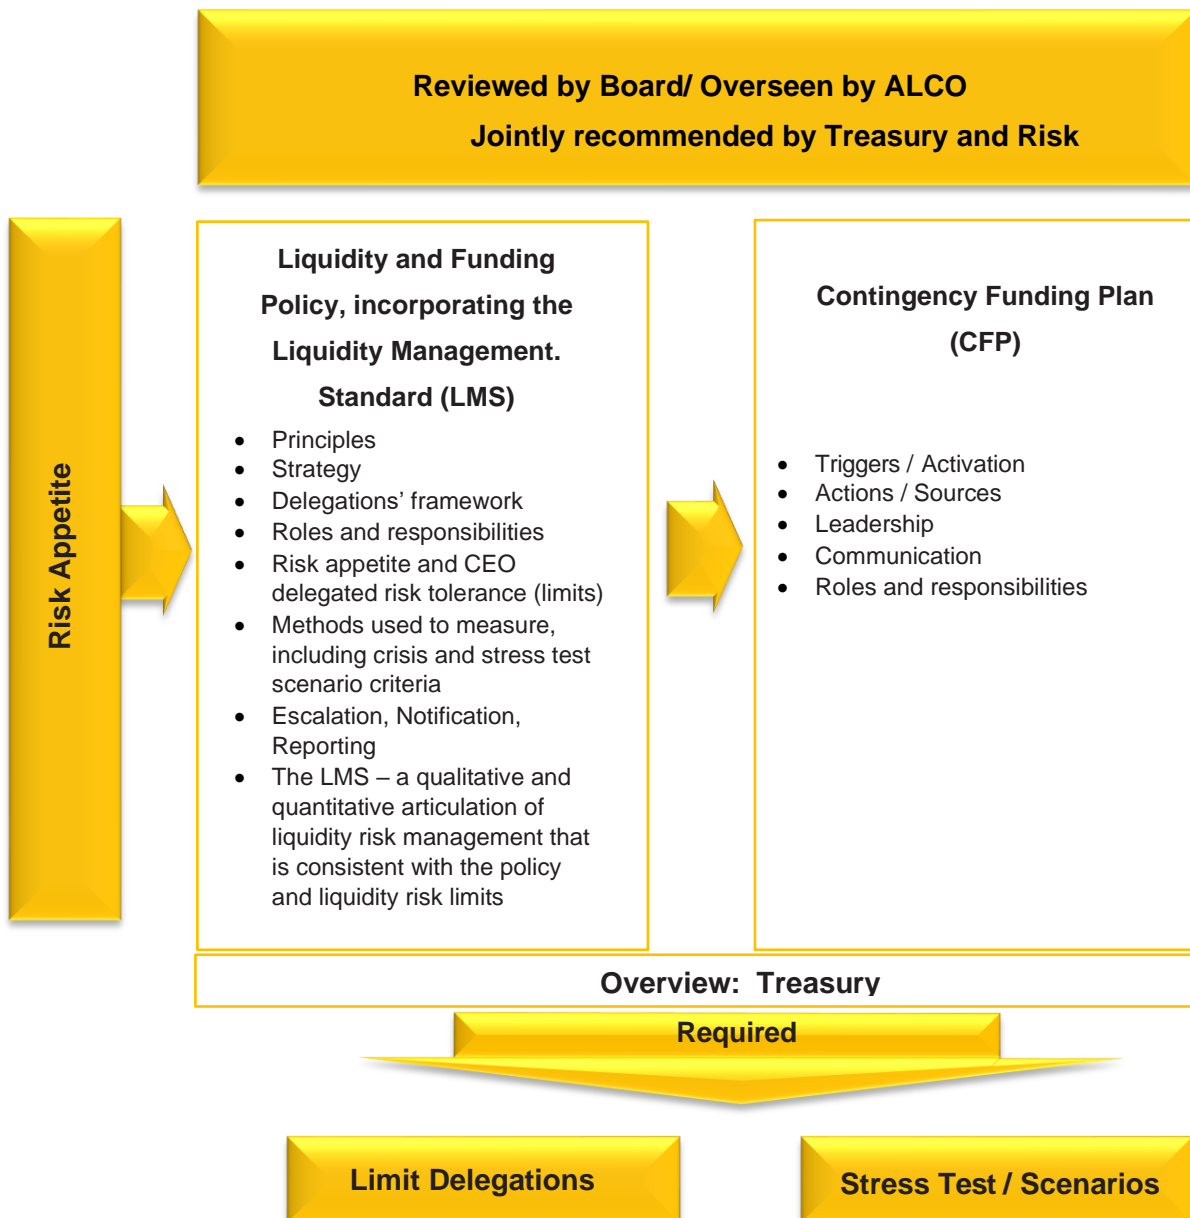 Reviewed by Board/ Overseen by ALCO
Jointly recommended by Treasury and Risk
Risk Appetite
Liquidity and Funding
Policy, incorporating the
Liquidity Management.
Standard (LMS)
• Principles
• Strategy
• Delegations’ framework
• Roles and responsibilities
• Risk appetite and CEO
delegated risk tolerance (limits)
• Methods used to measure,
including crisis and stress test
scenario criteria
• Escalation, Notification,
Reporting
• The LMS – a qualitative and
quantitative articulation of
liquidity risk management that
is consistent with the policy
and liquidity risk limits
Contingency Funding Plan
(CFP)
• Triggers / Activation
• Actions / Sources
• Leadership
• Communication
• Roles and responsibilities
Overview: Treasury
Required
Limit Delegations
Stress Test / Scenarios